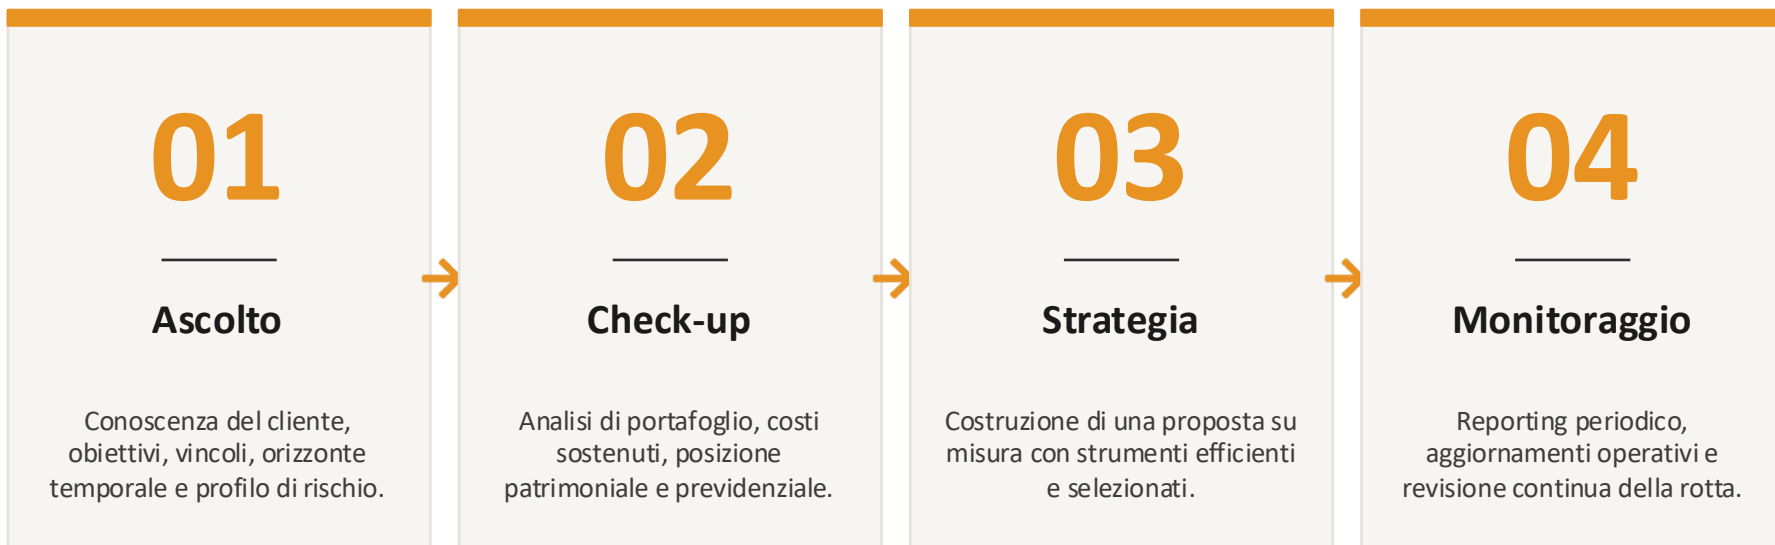 01
Ascolto
Conoscenza del cliente,
obiettivi, vincoli, orizzonte
temporale e profilo di rischio.
02
Check-up
Analisi di portafoglio, costi
sostenuti, posizione
patrimoniale e previdenziale.
03
Strategia
Costruzione di una proposta su
misura con strumenti efficienti
e selezionati.
04
Monitoraggio
Reporting periodico,
aggiornamenti operativi e
revisione continua della rotta.